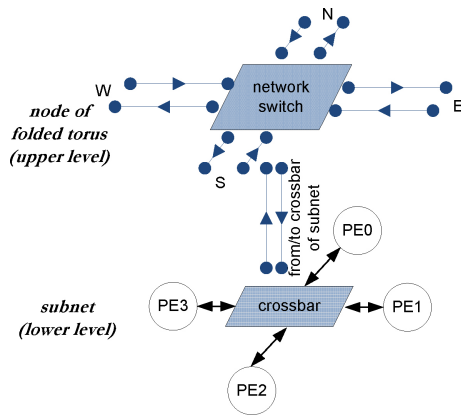 N
network
switch
W
E
node of
folded torus
(upper level)
S
from/to crossbar
of subnet
PE0
subnet
(lower level)
PE3
crossbar
PE1
PE2